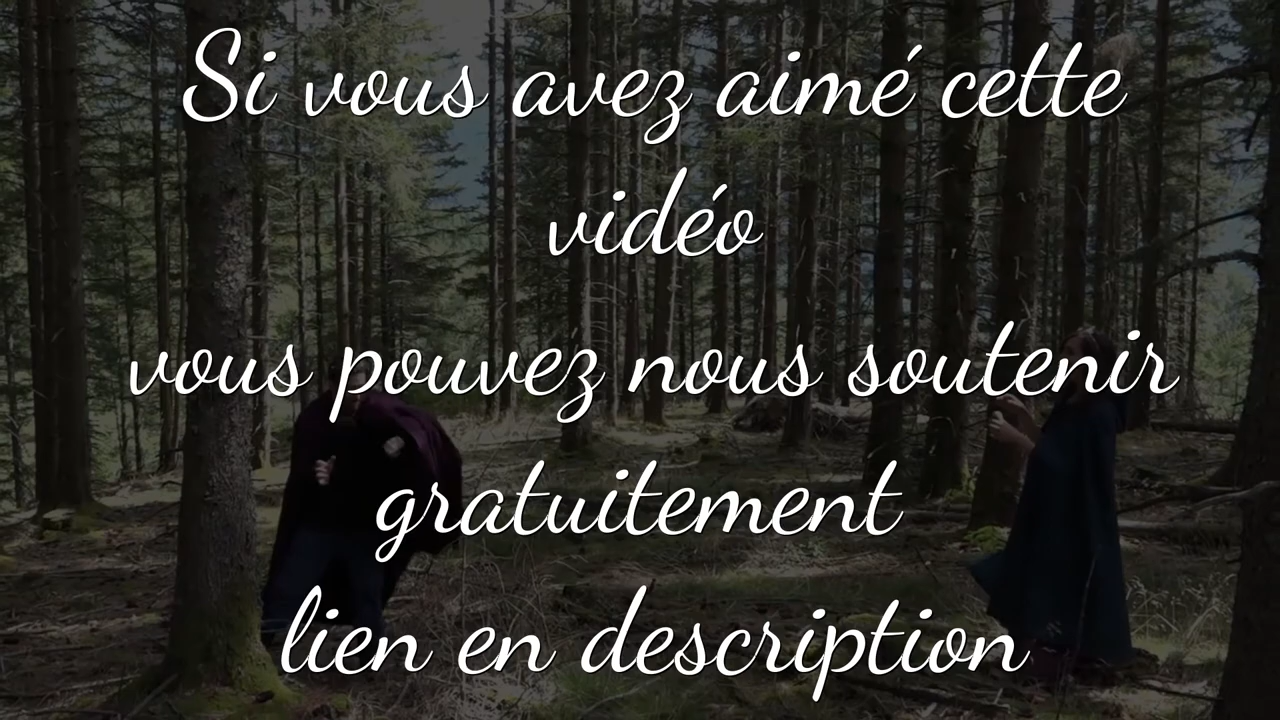 Si vous avez aimé cette
vidéo
vous pouvez nous soutenir
gratuitement
lien en description